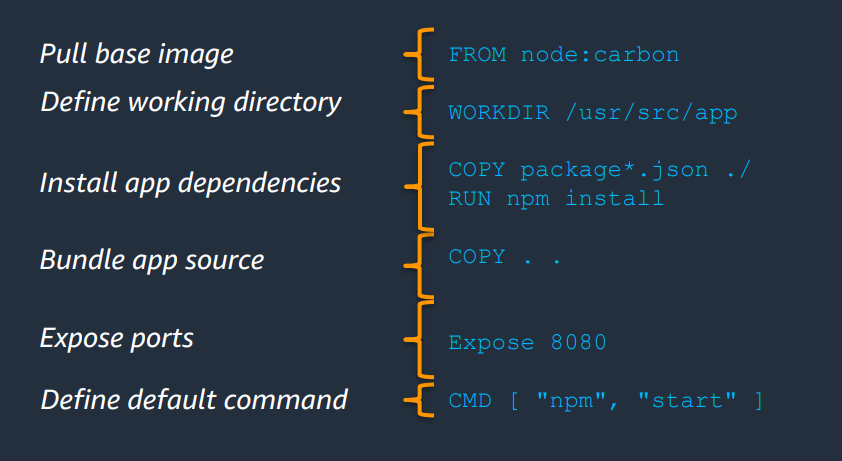 Pull base image
FROM node:carbon
Define working directory
WORKDIR /usr/src/app
Install app dependencies
COPY package*.json ./
RUN npm install
Bundle app source
COPY . .
Expose ports
Expose 8080
Define default command
CMD [ "npm", "start" ]